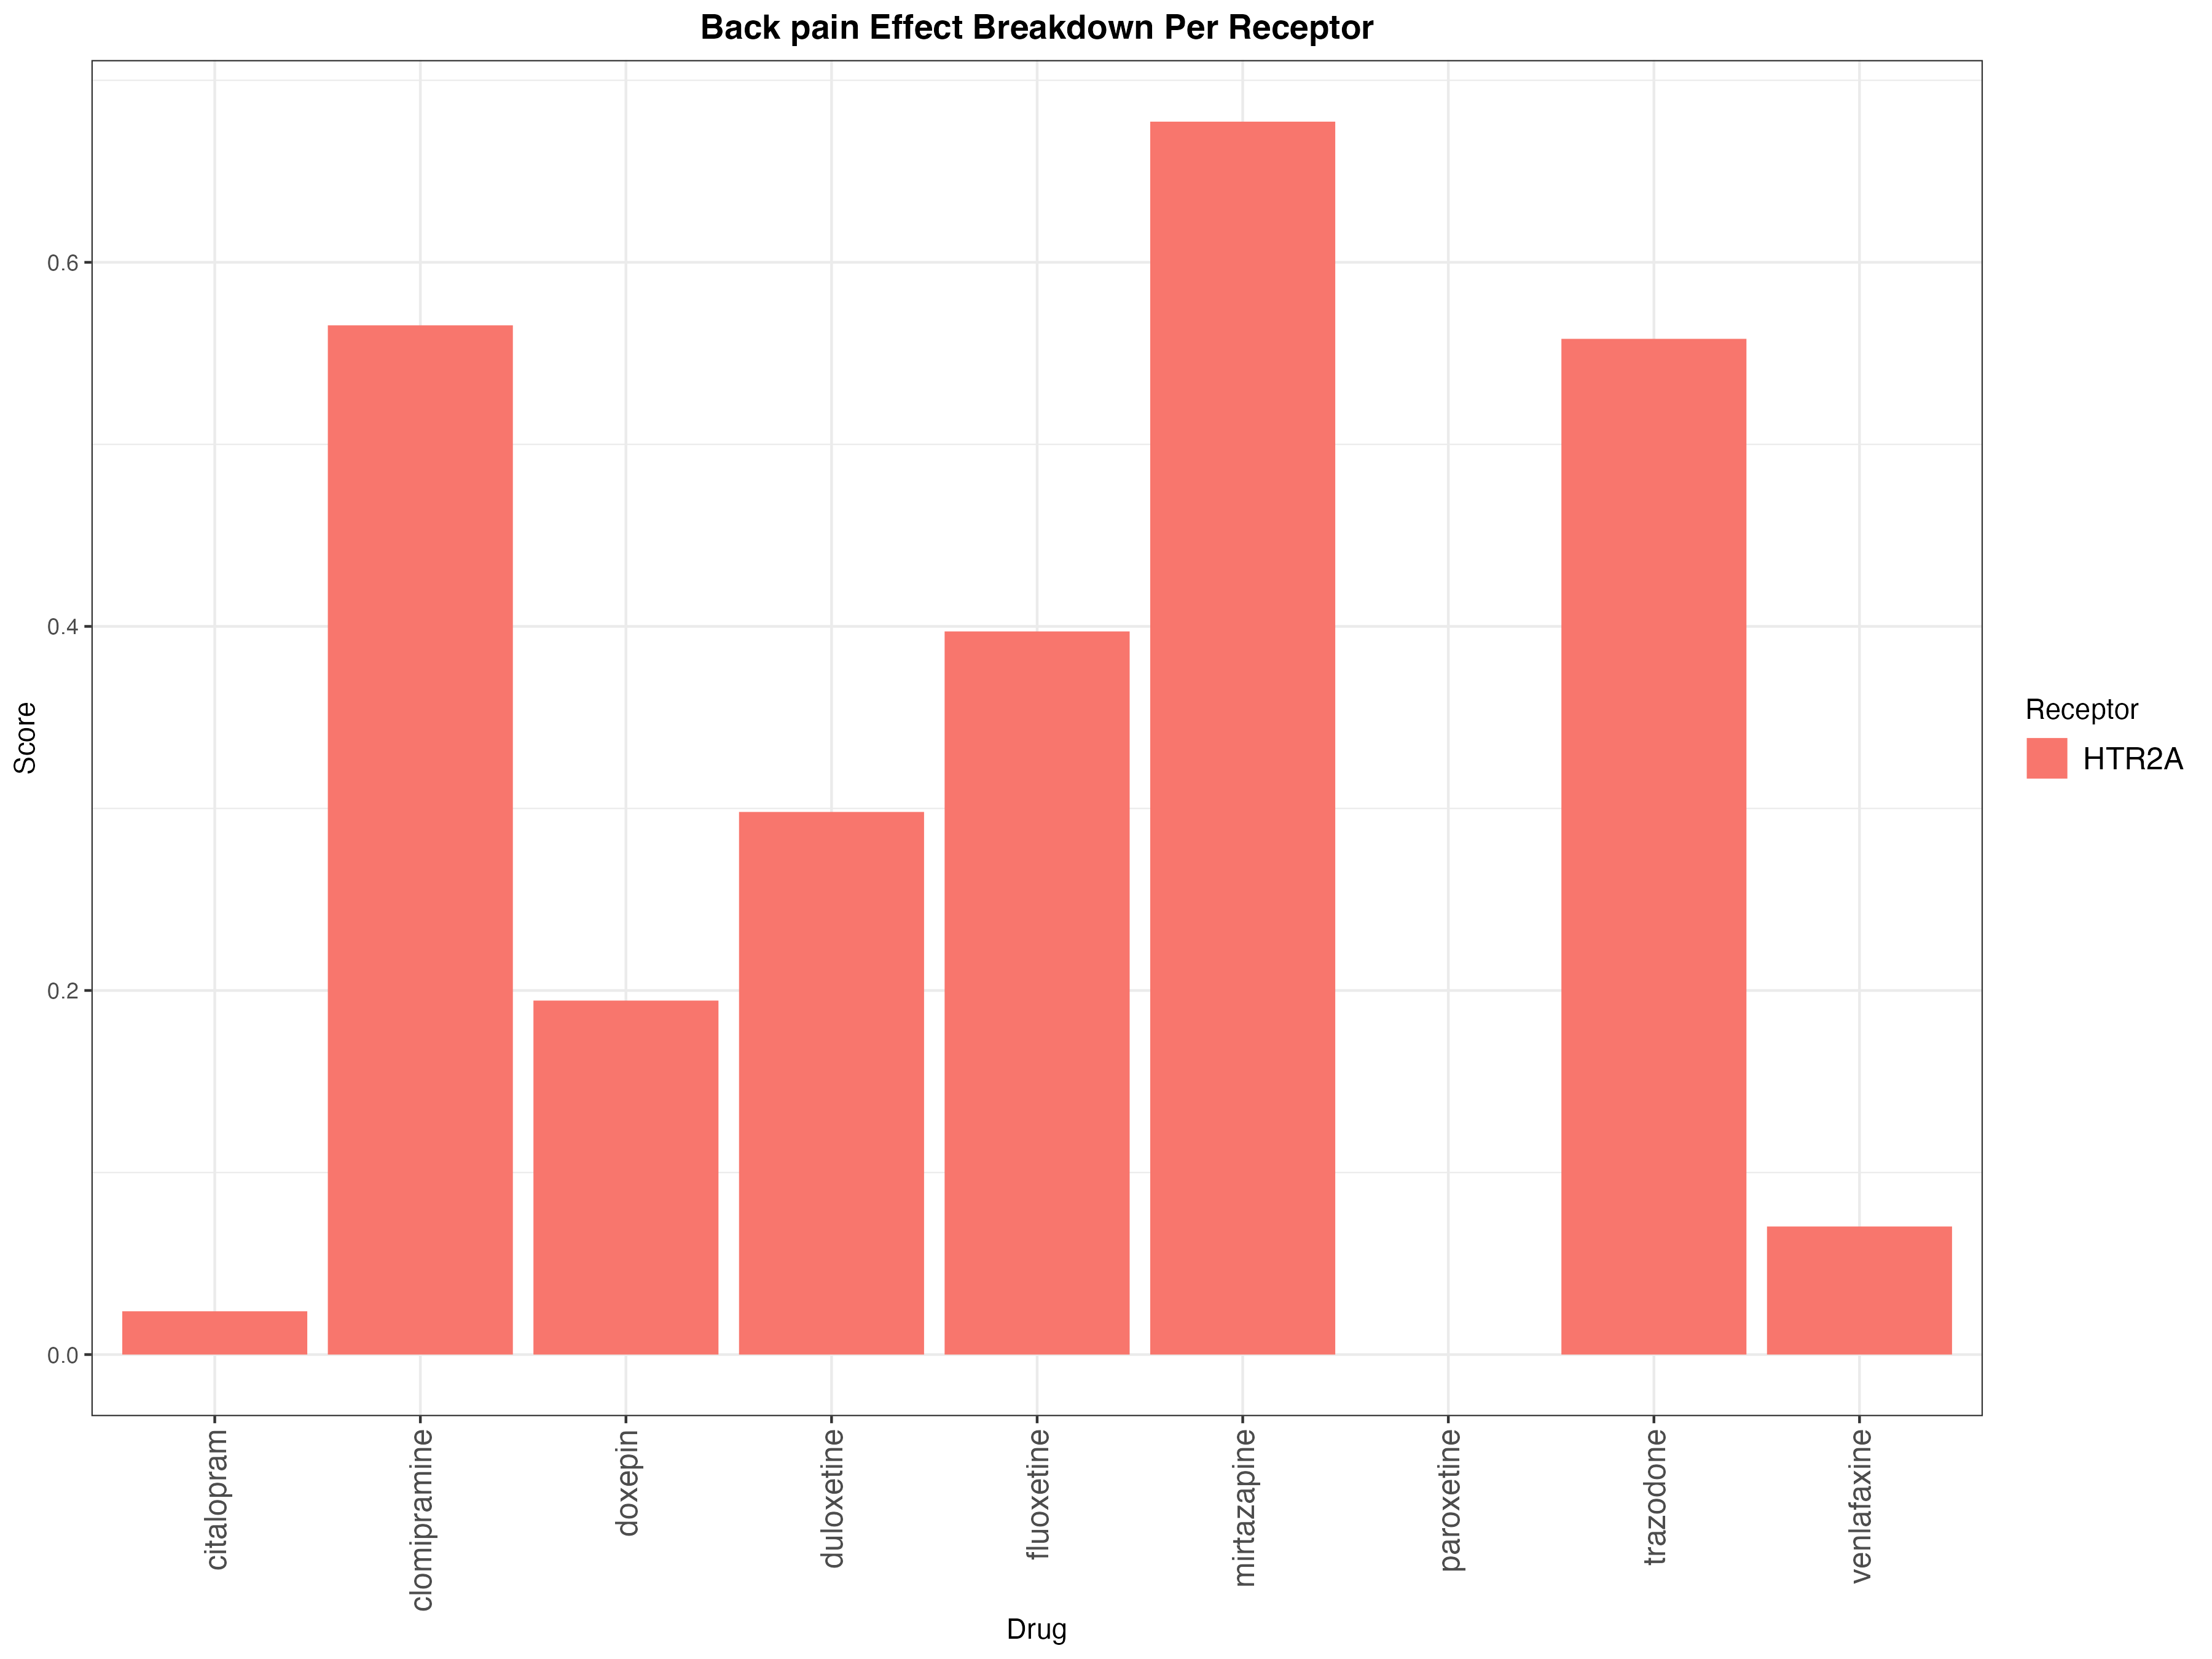 Back pain Effect Breakdown Per Receptor
Score
0.6
0.4
0.2
0.0
citalopram
clomipramine
doxepin
duloxetine
fluoxetine
mirtazapine
paroxetine
trazodone
venlafaxine
Drug
Receptor
HTR2A